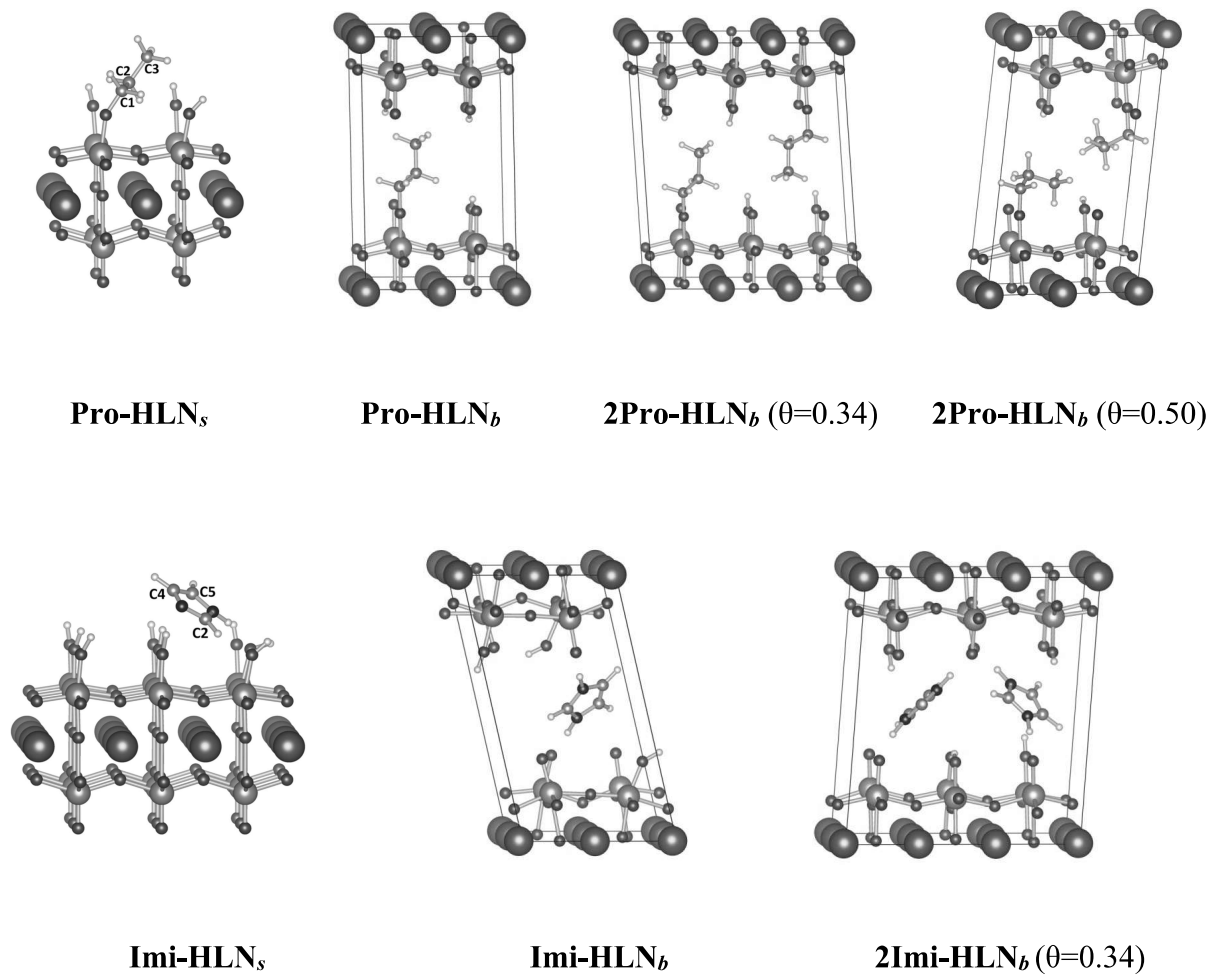 C2
C3
C1
Pro-HLNs
Pro-HLNb
2Pro-HLNb (θ=0.34)
2Pro-HLNb (θ=0.50)
C4
C5
C2
Imi-HLNs
Imi-HLNb
2Imi-HLNb (θ=0.34)